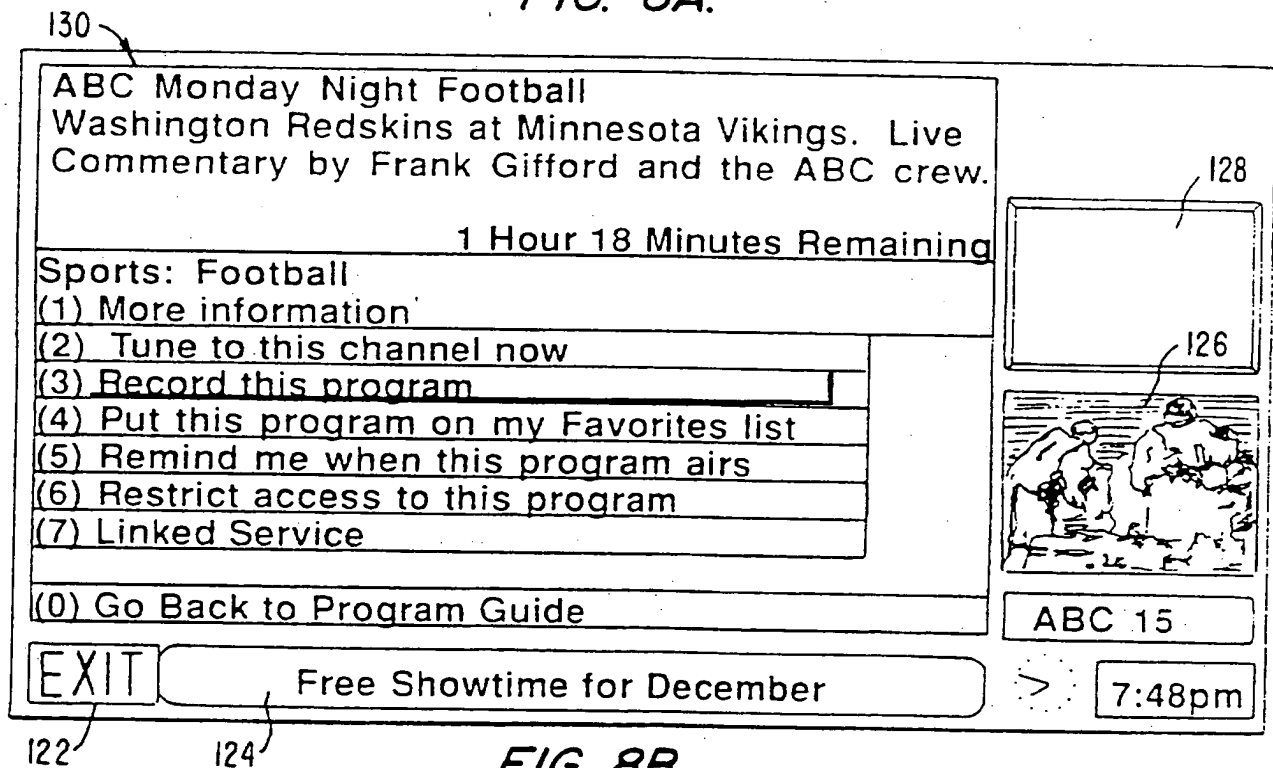 FIG. 8A.
130
ABC Monday Night Football
Washington Redskins at Minnesota Vikings. Live
Commentary by Frank Gifford and the ABC crew.
1 Hour 18 Minutes Remaining
Sports: Football
(1) More information
(2) Tune to this channel now
(3) Record this program
(4) Put this program on my Favorites list
(5) Remind me when this program airs
(6) Restrict access to this program
(7) Linked Service
(0) Go Back to Program Guide
128
126
ABC 15
EXIT
Free Showtime for December
7:48pm
122
124
FIG. 8B.